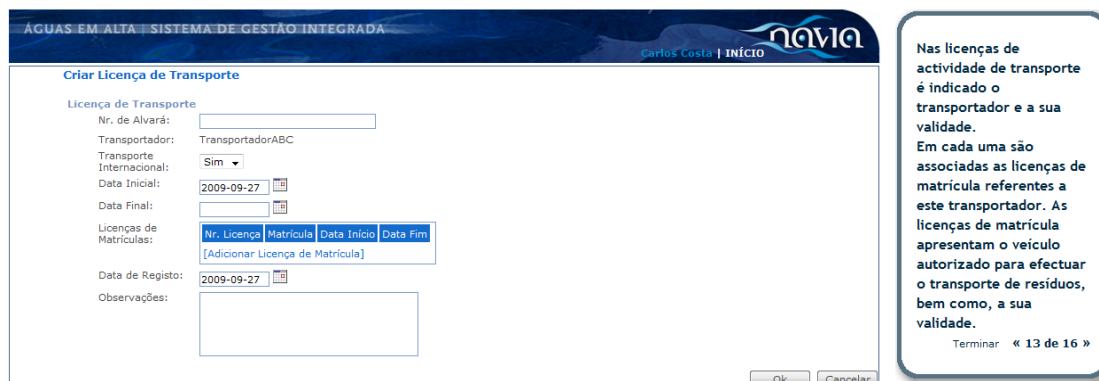 ÁGUAS EM ALTA | SISTEMA DE GESTÃO INTEGRADA
navia
Carlos Costa | INÍCIO
Criar Licença de Transporte
Licença de Transporte
Nr. de Alvará:
Transportador: TransportadorABC
Transporte
Internacional: Sim
Data Inicial: 2009-09-27
Data Final:
Licenças de
Matrículas:
Nr. Licença Matrícula Data Início Data Fim
[Adicionar Licença de Matrícula]
Data de Registo: 2009-09-27
Observações:
Ok Cancelar
Nas licenças de
actividade de transporte
é indicado o
transportador e a sua
validade.
Em cada uma são
associadas as licenças de
matrícula referentes a
este transportador. As
licenças de matrícula
apresentam o veículo
autorizado para efectuar
o transporte de resíduos,
bem como, a sua
validade.
Terminar « 13 de 16 »